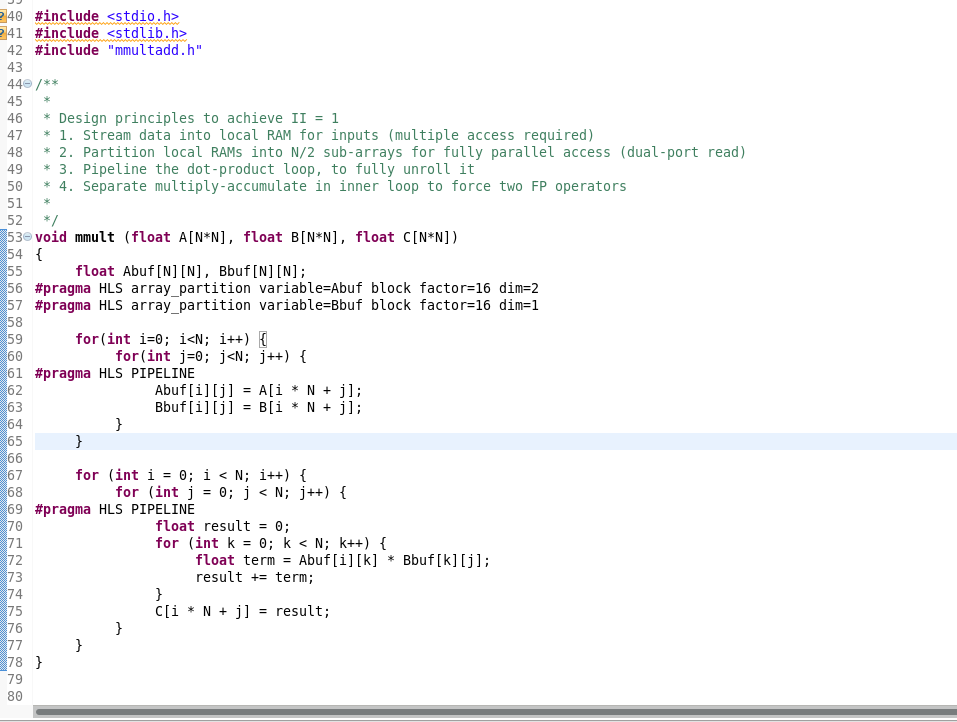 40 #include <stdio.h>
41 #include <stdlib.h>
42 #include "mmultadd.h"
43
44 /**
45  *
46  * Design principles to achieve II = 1
47  * 1. Stream data into local RAM for inputs (multiple access required)
48  * 2. Partition local RAMs into N/2 sub-arrays for fully parallel access (dual-port read)
49  * 3. Pipeline the dot-product loop, to fully unroll it
50  * 4. Separate multiply-accumulate in inner loop to force two FP operators
51  *
52  */
53 void mmult (float A[N*N], float B[N*N], float C[N*N])
54 {
55      float Abuf[N][N], Bbuf[N][N];
56 #pragma HLS array_partition variable=Abuf block factor=16 dim=2
57 #pragma HLS array_partition variable=Bbuf block factor=16 dim=1
58
59      for(int i=0; i<N; i++) {
60           for(int j=0; j<N; j++) {
61 #pragma HLS PIPELINE
62                Abuf[i][j] = A[i * N + j];
63                Bbuf[i][j] = B[i * N + j];
64           }
65      }
66
67      for (int i = 0; i < N; i++) {
68           for (int j = 0; j < N; j++) {
69 #pragma HLS PIPELINE
70                float result = 0;
71                for (int k = 0; k < N; k++) {
72                     float term = Abuf[i][k] * Bbuf[k][j];
73                     result += term;
74                }
75                C[i * N + j] = result;
76           }
77      }
78 }
79
80